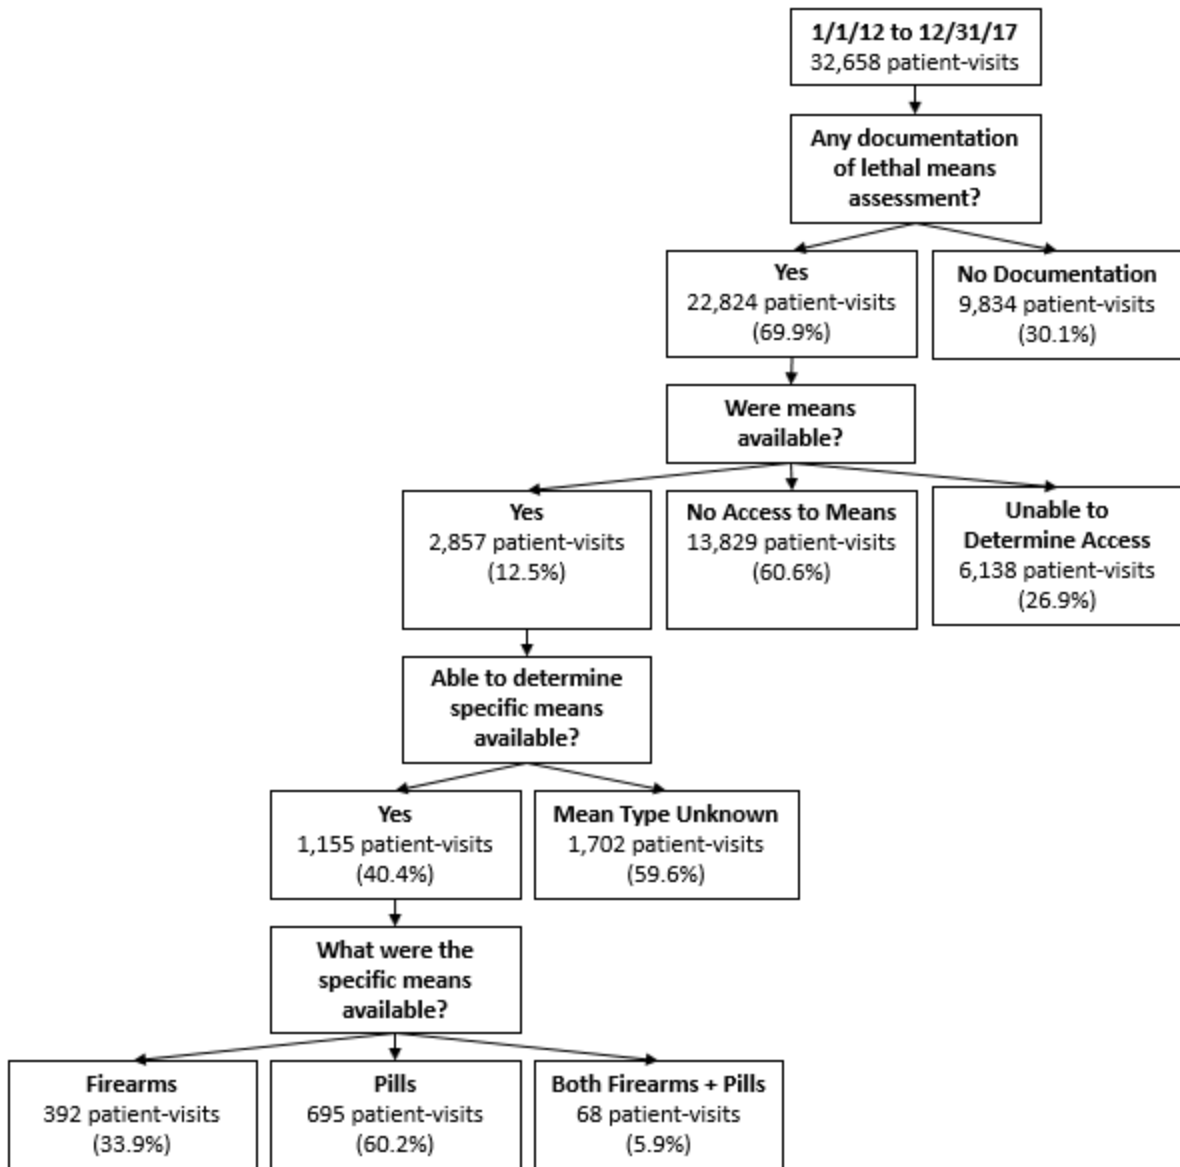 1/1/12 to 12/31/17
32,658 patient-visits
Any documentation
of lethal means
assessment?
Yes
22,824 patient-visits
(69.9%)
No Documentation
9,834 patient-visits
(30.1%)
Were means
available?
Yes
2,857 patient-visits
(12.5%)
No Access to Means
13,829 patient-visits
(60.6%)
Unable to
Determine Access
6,138 patient-visits
(26.9%)
Able to determine
specific means
available?
Yes
1,155 patient-visits
(40.4%)
Mean Type Unknown
1,702 patient-visits
(59.6%)
What were the
specific means
available?
Firearms
392 patient-visits
(33.9%)
Pills
695 patient-visits
(60.2%)
Both Firearms + Pills
68 patient-visits
(5.9%)